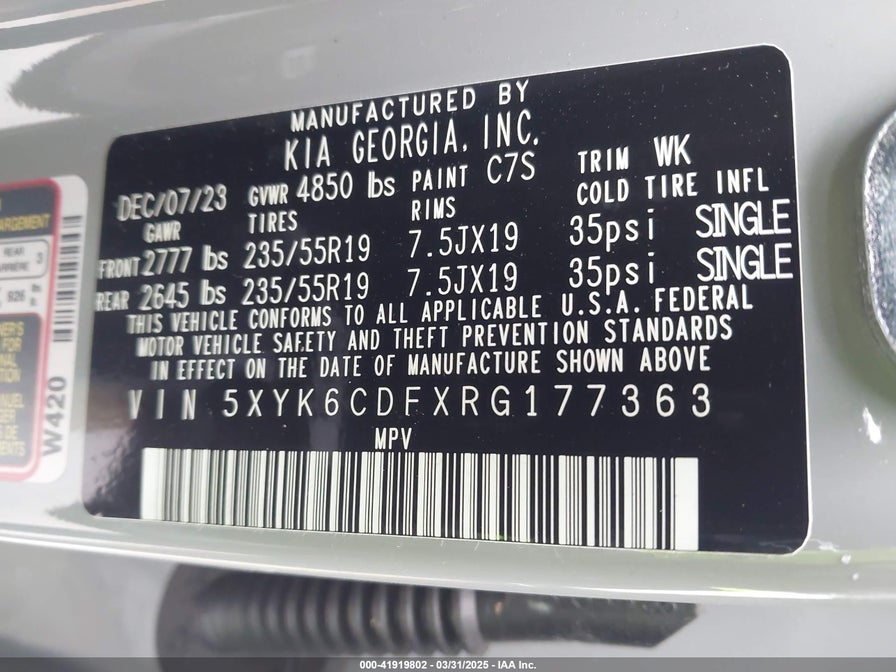 MANUFACTURED BY
KIA GEORGIA, INC.
DEC/07/23 GVWR 4850 lbs PAINT C7S TRIM WK
GAWR TIRES RIMS COLD TIRE INFL
FRONT 2777 lbs 235/55R19 7.5JX19 35psi SINGLE
REAR 2645 lbs 235/55R19 7.5JX19 35psi SINGLE
THIS VEHICLE CONFORMS TO ALL APPLICABLE U.S.A. FEDERAL
MOTOR VEHICLE SAFETY AND THEFT PREVENTION STANDARDS
IN EFFECT ON THE DATE OF MANUFACTURE SHOWN ABOVE
VIN 5XYK6CDFXRG177363
MPV
REAR
3
926
W420
000-41919802 - 03/31/2025 - IAA Inc.